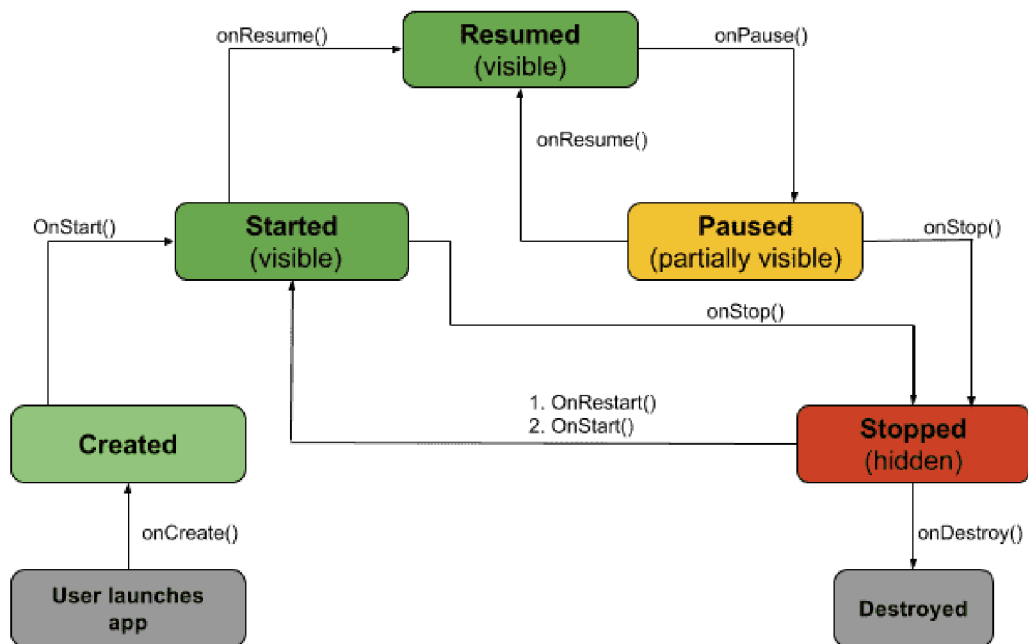 onResume()
Resumed
(visible)
onPause()
onResume()
OnStart()
Started
(visible)
Paused
(partially visible)
onStop()
onStop()
1. OnRestart()
2. OnStart()
Created
Stopped
(hidden)
onCreate()
onDestroy()
User launches
app
Destroyed